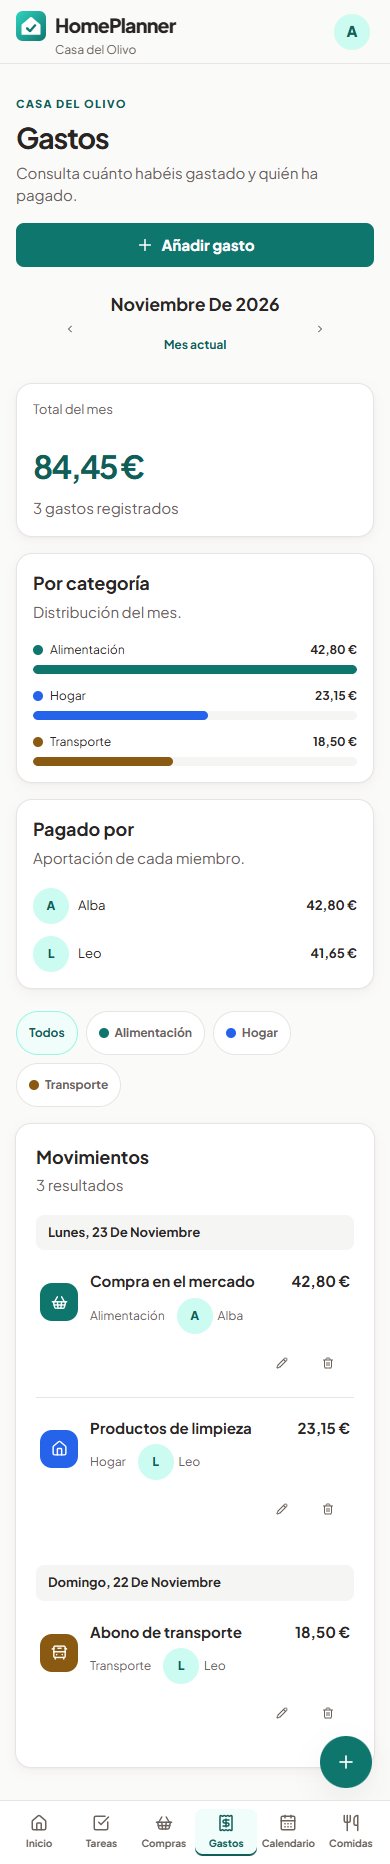 HomePlanner
Casa del Olivo
A
CASA DEL OLIVO
Gastos
Consulta cuánto habéis gastado y quién ha
pagado.
+ Añadir gasto
Noviembre De 2026
‹ ›
Mes actual
Total del mes
84,45 €
3 gastos registrados
Por categoría
Distribución del mes.
Alimentación 42,80 €
Hogar 23,15 €
Transporte 18,50 €
Pagado por
Aportación de cada miembro.
A Alba 42,80 €
L Leo 41,65 €
Todos Alimentación Hogar
Transporte
Movimientos
3 resultados
Lunes, 23 De Noviembre
Compra en el mercado 42,80 €
Alimentación A Alba
Productos de limpieza 23,15 €
Hogar L Leo
Domingo, 22 De Noviembre
Abono de transporte 18,50 €
Transporte L Leo
+
Inicio Tareas Compras Gastos Calendario Comidas